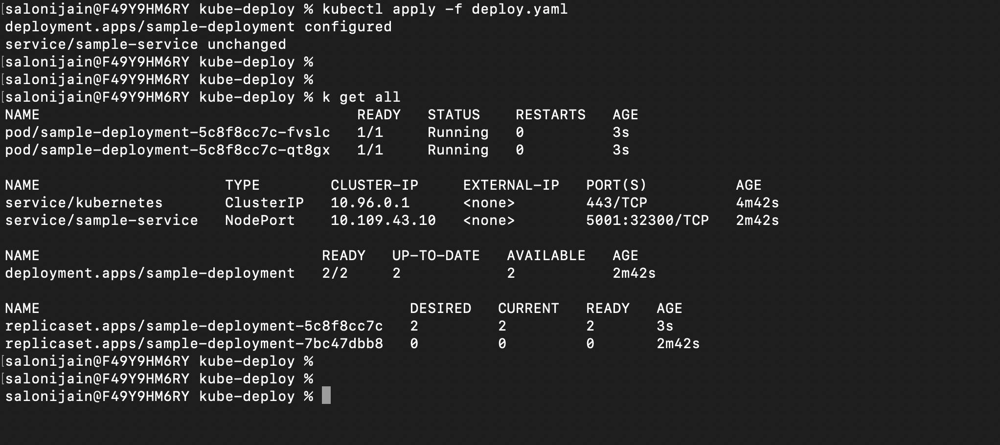 [salonijain@F49Y9HM6RY kube-deploy % kubectl apply -f deploy.yaml
deployment.apps/sample-deployment configured
service/sample-service unchanged
[salonijain@F49Y9HM6RY kube-deploy %
[salonijain@F49Y9HM6RY kube-deploy %
[salonijain@F49Y9HM6RY kube-deploy % k get all
NAME READY STATUS RESTARTS AGE
pod/sample-deployment-5c8f8cc7c-fvslc 1/1 Running 0 3s
pod/sample-deployment-5c8f8cc7c-qt8gx 1/1 Running 0 3s
NAME TYPE CLUSTER-IP EXTERNAL-IP PORT(S) AGE
service/kubernetes ClusterIP 10.96.0.1 <none> 443/TCP 4m42s
service/sample-service NodePort 10.109.43.10 <none> 5001:32300/TCP 2m42s
NAME READY UP-TO-DATE AVAILABLE AGE
deployment.apps/sample-deployment 2/2 2 2 2m42s
NAME DESIRED CURRENT READY AGE
replicaset.apps/sample-deployment-5c8f8cc7c 2 2 2 3s
replicaset.apps/sample-deployment-7bc47dbb8 0 0 0 2m42s
[salonijain@F49Y9HM6RY kube-deploy %
[salonijain@F49Y9HM6RY kube-deploy %
salonijain@F49Y9HM6RY kube-deploy %